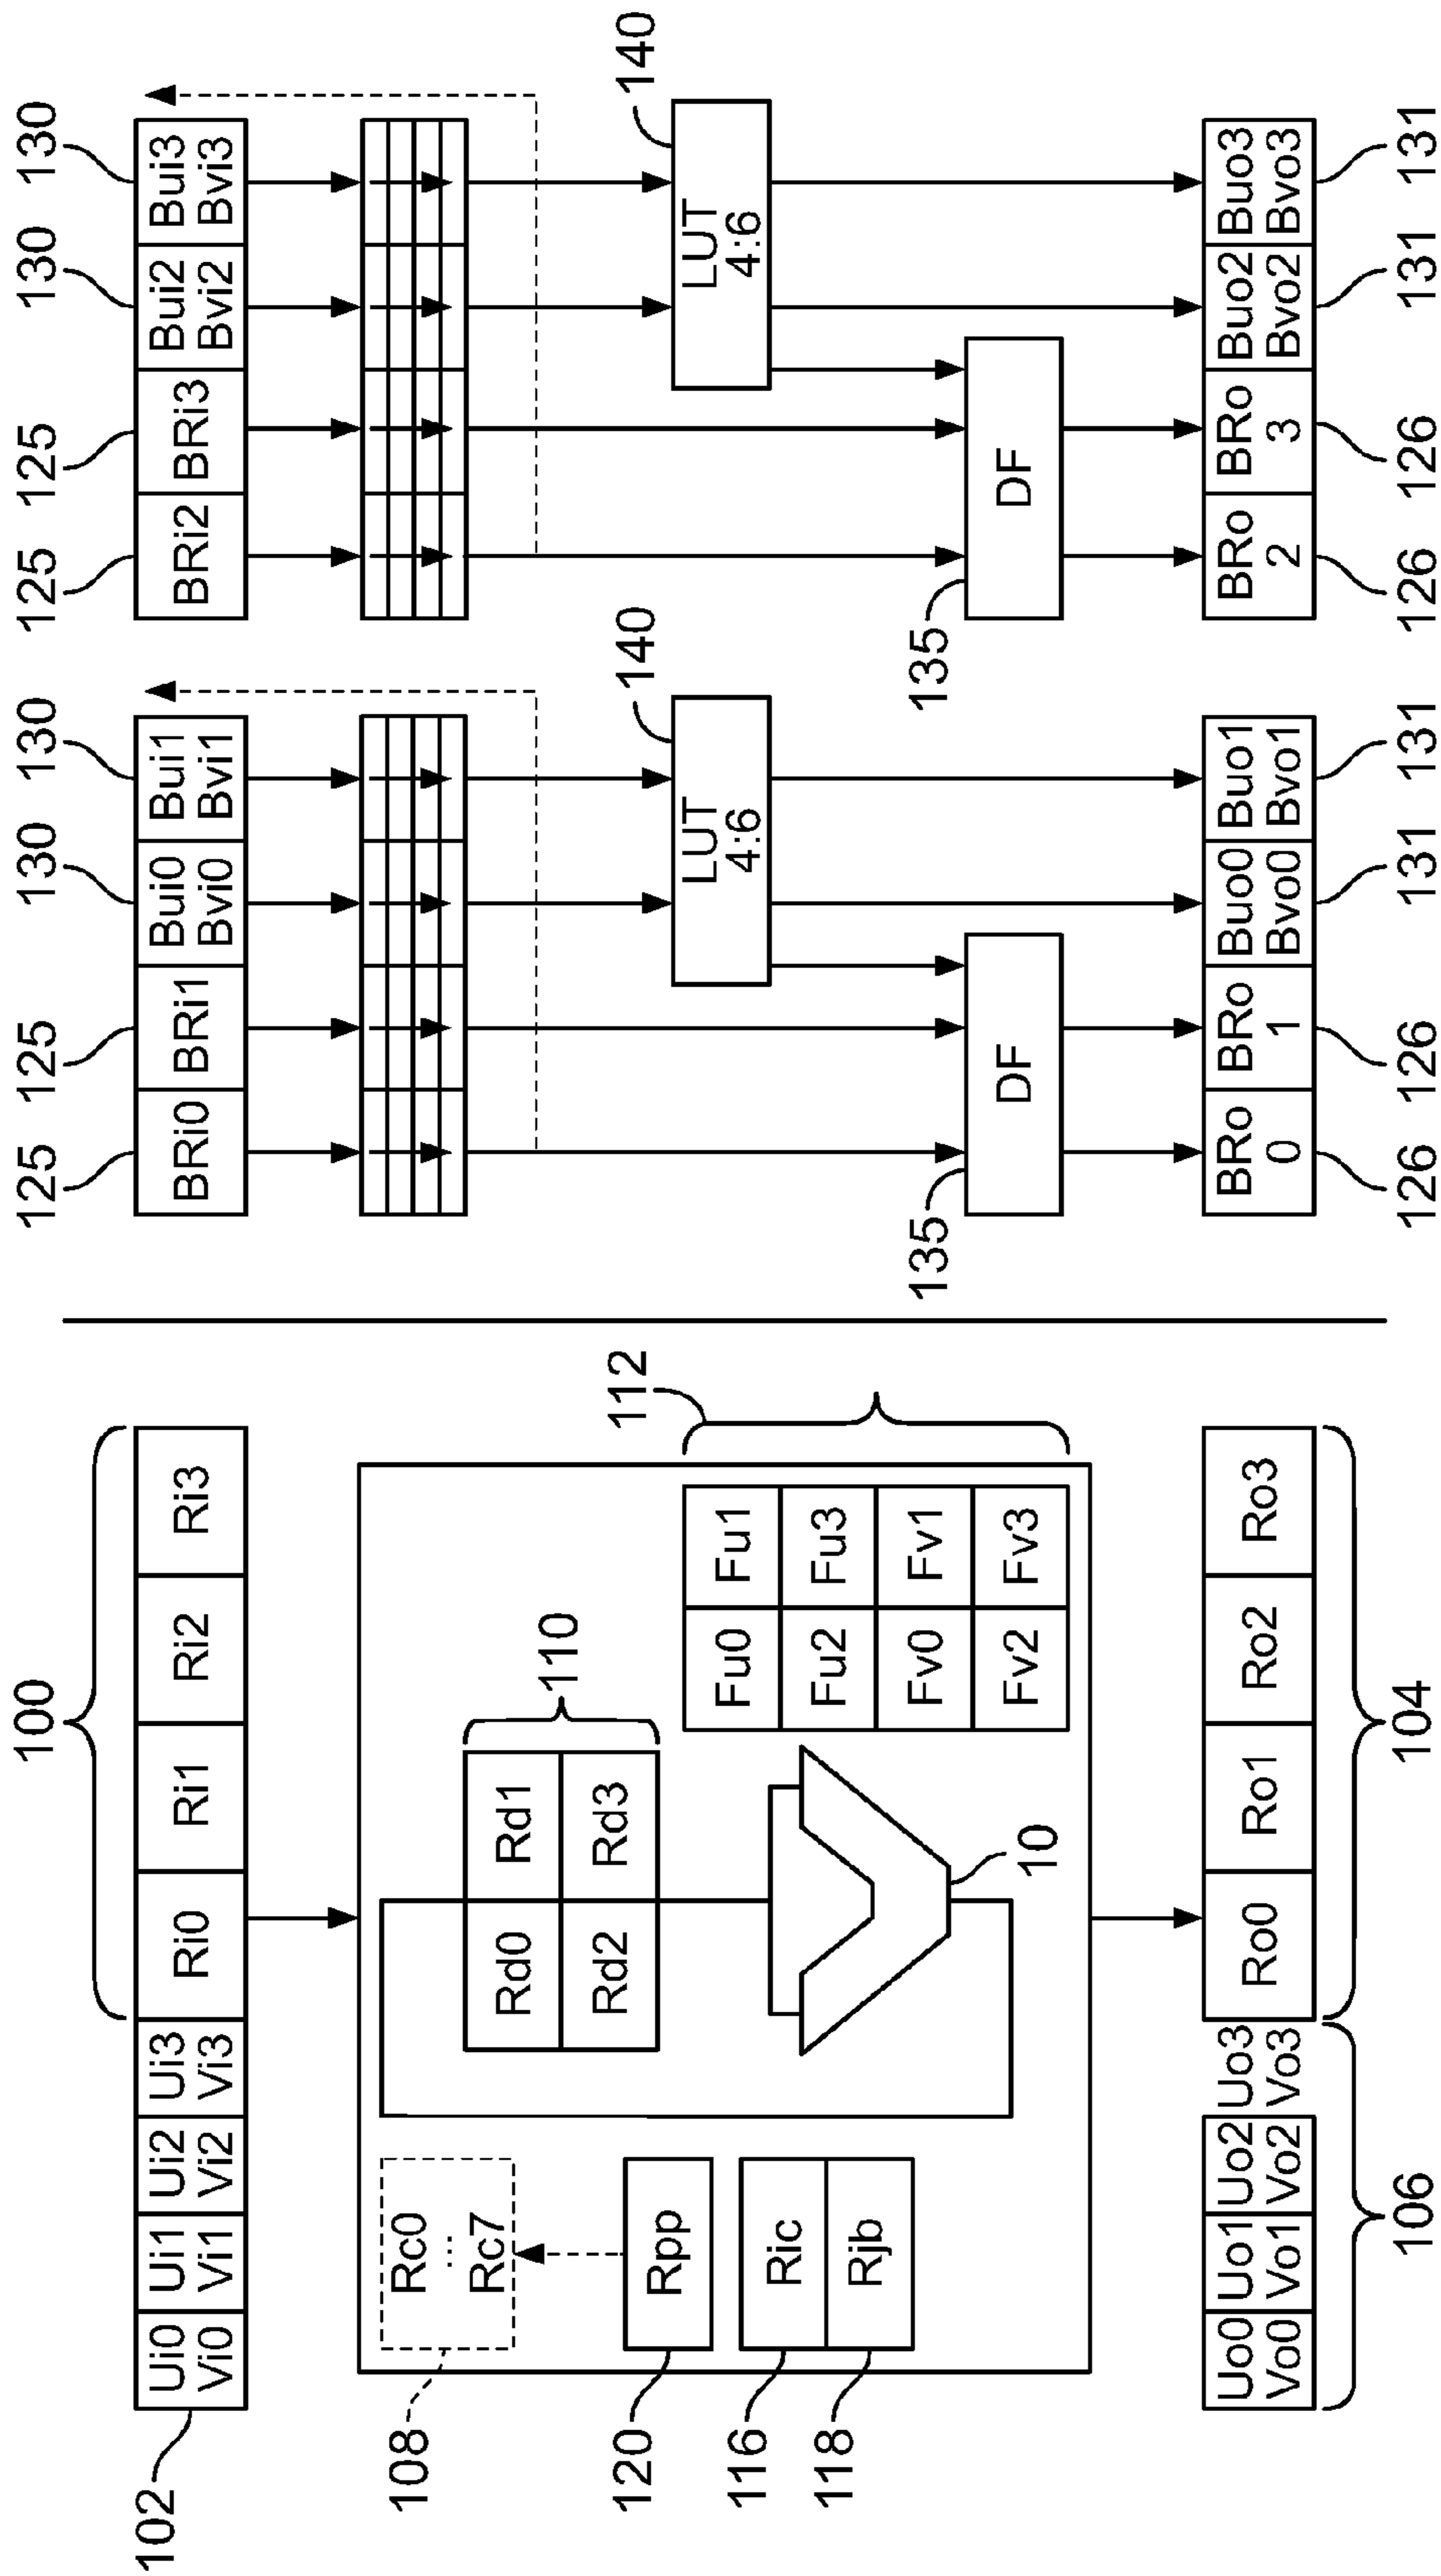 100
102
Ui0
Vi0
Ui1
Vi1
Ui2
Vi2
Ui3
Vi3
Ri0
Ri1
Ri2
Ri3
108
Rc0
...
Rc7
110
Rd0
Rd1
Rd2
Rd3
112
120
Rpp
116
Ric
118
Rjb
10
Fu0
Fu1
Fu2
Fu3
Fv0
Fv1
Fv2
Fv3
Uo0
Vo0
Uo1
Vo1
Uo2
Vo2
Uo3
Vo3
Ro0
Ro1
Ro2
Ro3
106
104
125
125
130
130
BRi0
BRi1
Bui0
Bvi0
Bui1
Bvi1
140
LUT
4:6
135
DF
BRo
0
BRo
1
Buo0
Bvo0
Buo1
Bvo1
126
126
131
131
125
125
130
130
BRi2
BRi3
Bui2
Bvi2
Bui3
Bvi3
140
LUT
4:6
135
DF
BRo
2
BRo
3
Buo2
Bvo2
Buo3
Bvo3
126
126
131
131